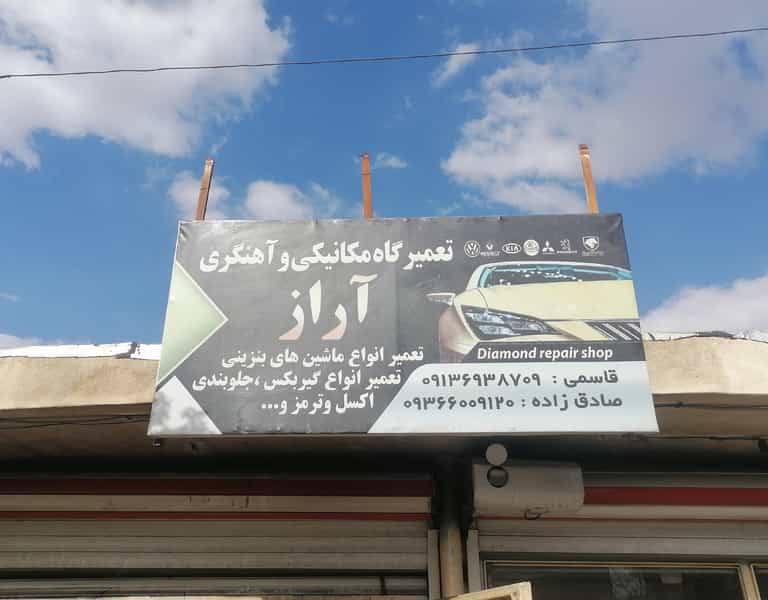 تعمیرگاه مکانیکی و آهنگری
آراز
تعمیر انواع ماشین های بنزینی
تعمیر انواع گیربکس ،جلوبندی
اکسل وترمز و...
KIA
Diamond repair shop
قاسمی : ۰۹۱۳۶۹۳۸۷۰۹
صادق زاده : ۰۹۳۶۶۰۰۹۱۲۰